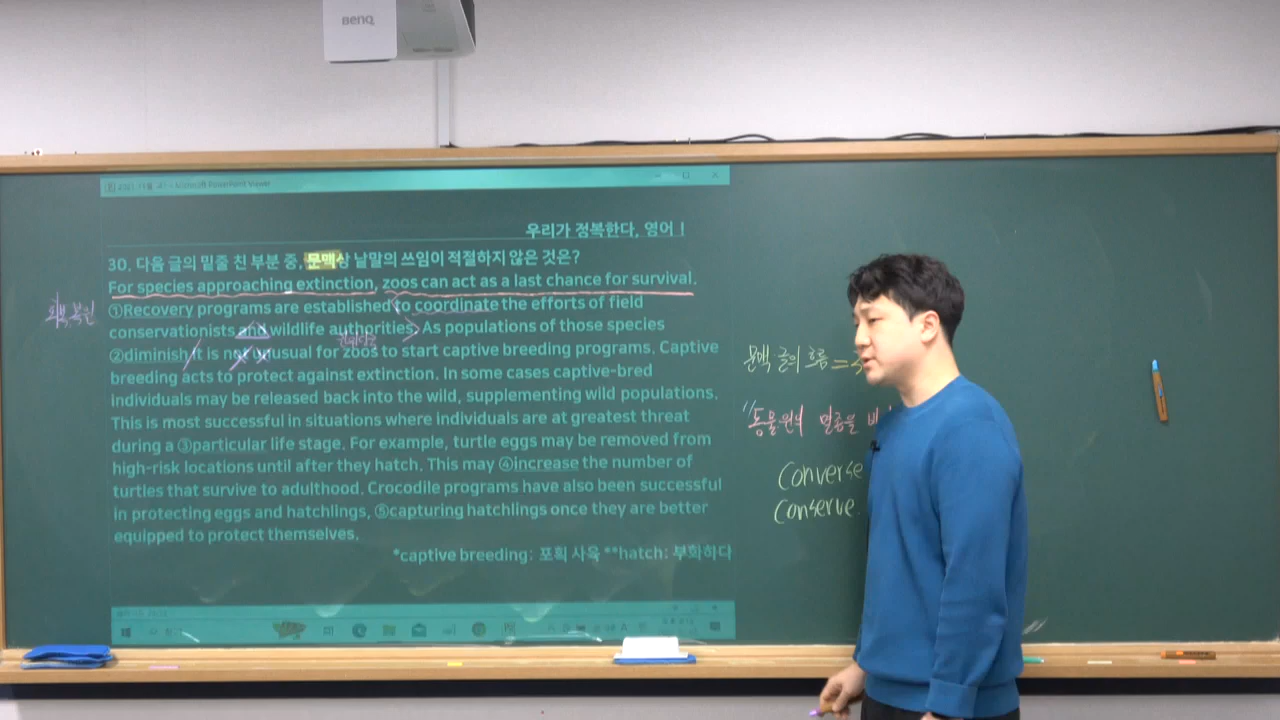 BenQ
PowerPoint Viewer
우리가 정복한다, 영어 !
30. 다음 글의 밑줄 친 부분 중, 문맥상 낱말의 쓰임이 적절하지 않은 것은?
For species approaching extinction, zoos can act as a last chance for survival.
①Recovery programs are established to coordinate the efforts of field
conservationists and wildlife authorities. As populations of those species
②diminish it is not unusual for zoos to start captive breeding programs. Captive
breeding acts to protect against extinction. In some cases captive-bred
individuals may be released back into the wild, supplementing wild populations.
This is most successful in situations where individuals are at greatest threat
during a ③particular life stage. For example, turtle eggs may be removed from
high-risk locations until after they hatch. This may ④increase the number of
turtles that survive to adulthood. Crocodile programs have also been successful
in protecting eggs and hatchlings, ⑤capturing hatchlings once they are better
equipped to protect themselves.
*captive breeding: 포획 사육 **hatch: 부화하다
회복, 복원
문맥 글의 흐름 =
"동물원의 멸종을
Converse
Conserve.